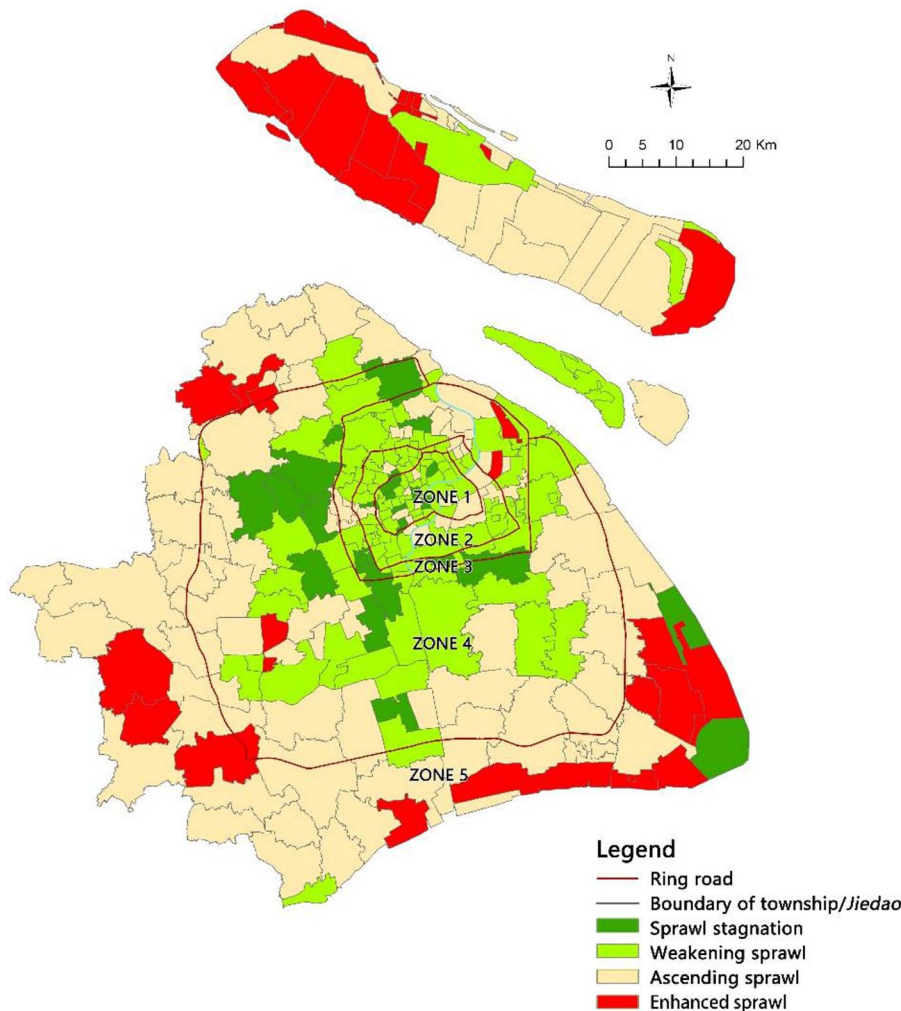 N
0 5 10 20 Km
ZONE 1
ZONE 2
ZONE 3
ZONE 4
ZONE 5
Legend
Ring road
Boundary of township/Jiedao
Sprawl stagnation
Weakening sprawl
Ascending sprawl
Enhanced sprawl